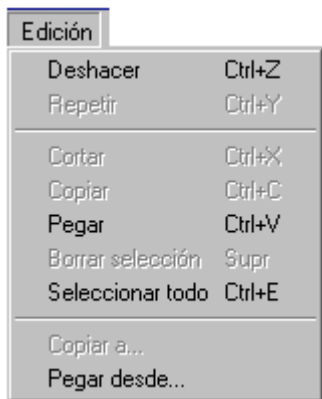 Edición
Deshacer Ctrl+Z
Repetir Ctrl+Y
Cortar Ctrl+X
Copiar Ctrl+C
Pegar Ctrl+V
Borrar selección Supr
Seleccionar todo Ctrl+E
Copiar a...
Pegar desde...